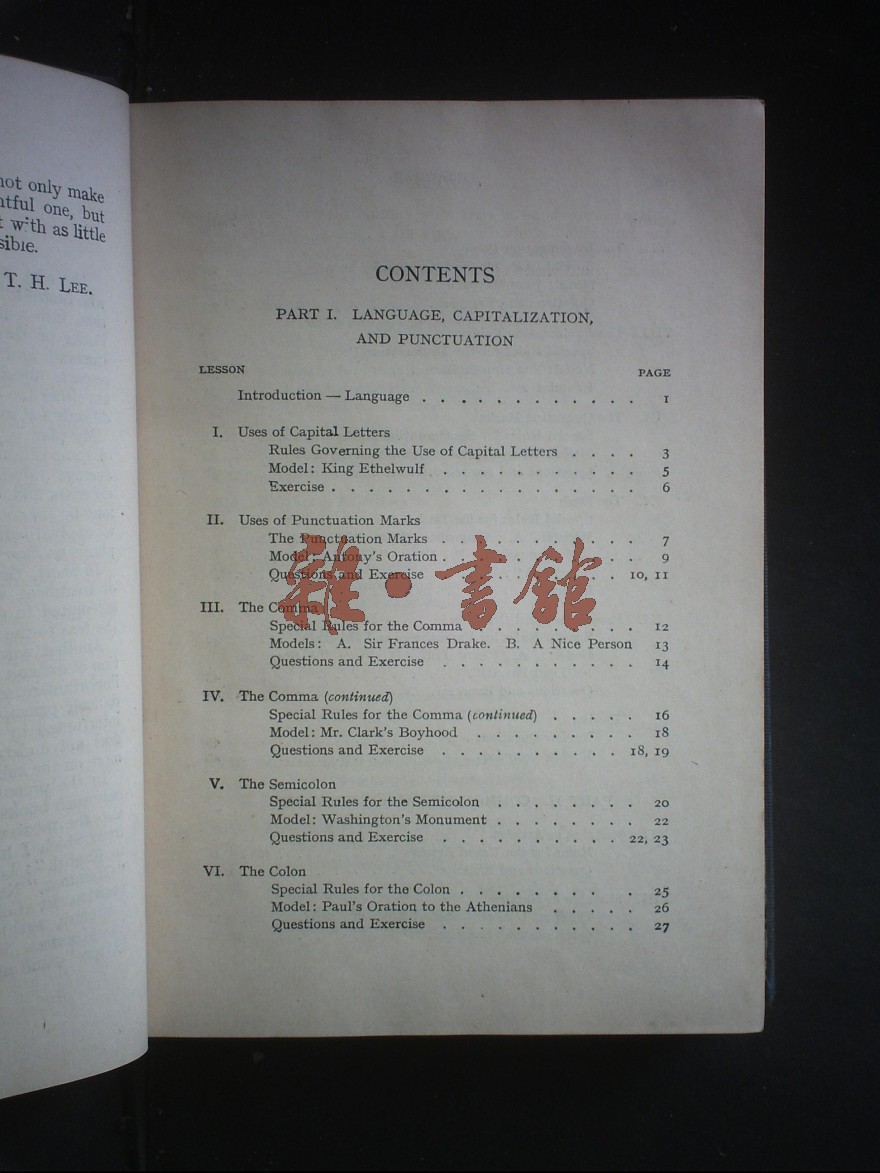 not only make
one, but
as little
T. H. LEE.
CONTENTS
PART I. LANGUAGE, CAPITALIZATION,
AND PUNCTUATION
LESSON PAGE
Introduction — Language . . . . . . . . . . . . 1
I. Uses of Capital Letters
Rules Governing the Use of Capital Letters . . . . 3
Model: King Ethelwulf . . . . . . . . . . . 5
Exercise . . . . . . . . . . . . . . . . . 6
II. Uses of Punctuation Marks
The Punctuation Marks . . . . . . . . . . . 7
Model: Antony's Oration . . . . . . . . . . . 9
Questions and Exercise . . . . . . . . . . 10, 11
III. The Comma
Special Rules for the Comma . . . . . . . . . 12
Models: A. Sir Frances Drake. B. A Nice Person 13
Questions and Exercise . . . . . . . . . . . 14
IV. The Comma (continued)
Special Rules for the Comma (continued) . . . . . 16
Model: Mr. Clark's Boyhood . . . . . . . . . 18
Questions and Exercise . . . . . . . . . . 18, 19
V. The Semicolon
Special Rules for the Semicolon . . . . . . . . 20
Model: Washington's Monument . . . . . . . . 22
Questions and Exercise . . . . . . . . . . 22, 23
VI. The Colon
Special Rules for the Colon . . . . . . . . . 25
Model: Paul's Oration to the Athenians . . . . . 26
Questions and Exercise . . . . . . . . . . . 27
雜·書館